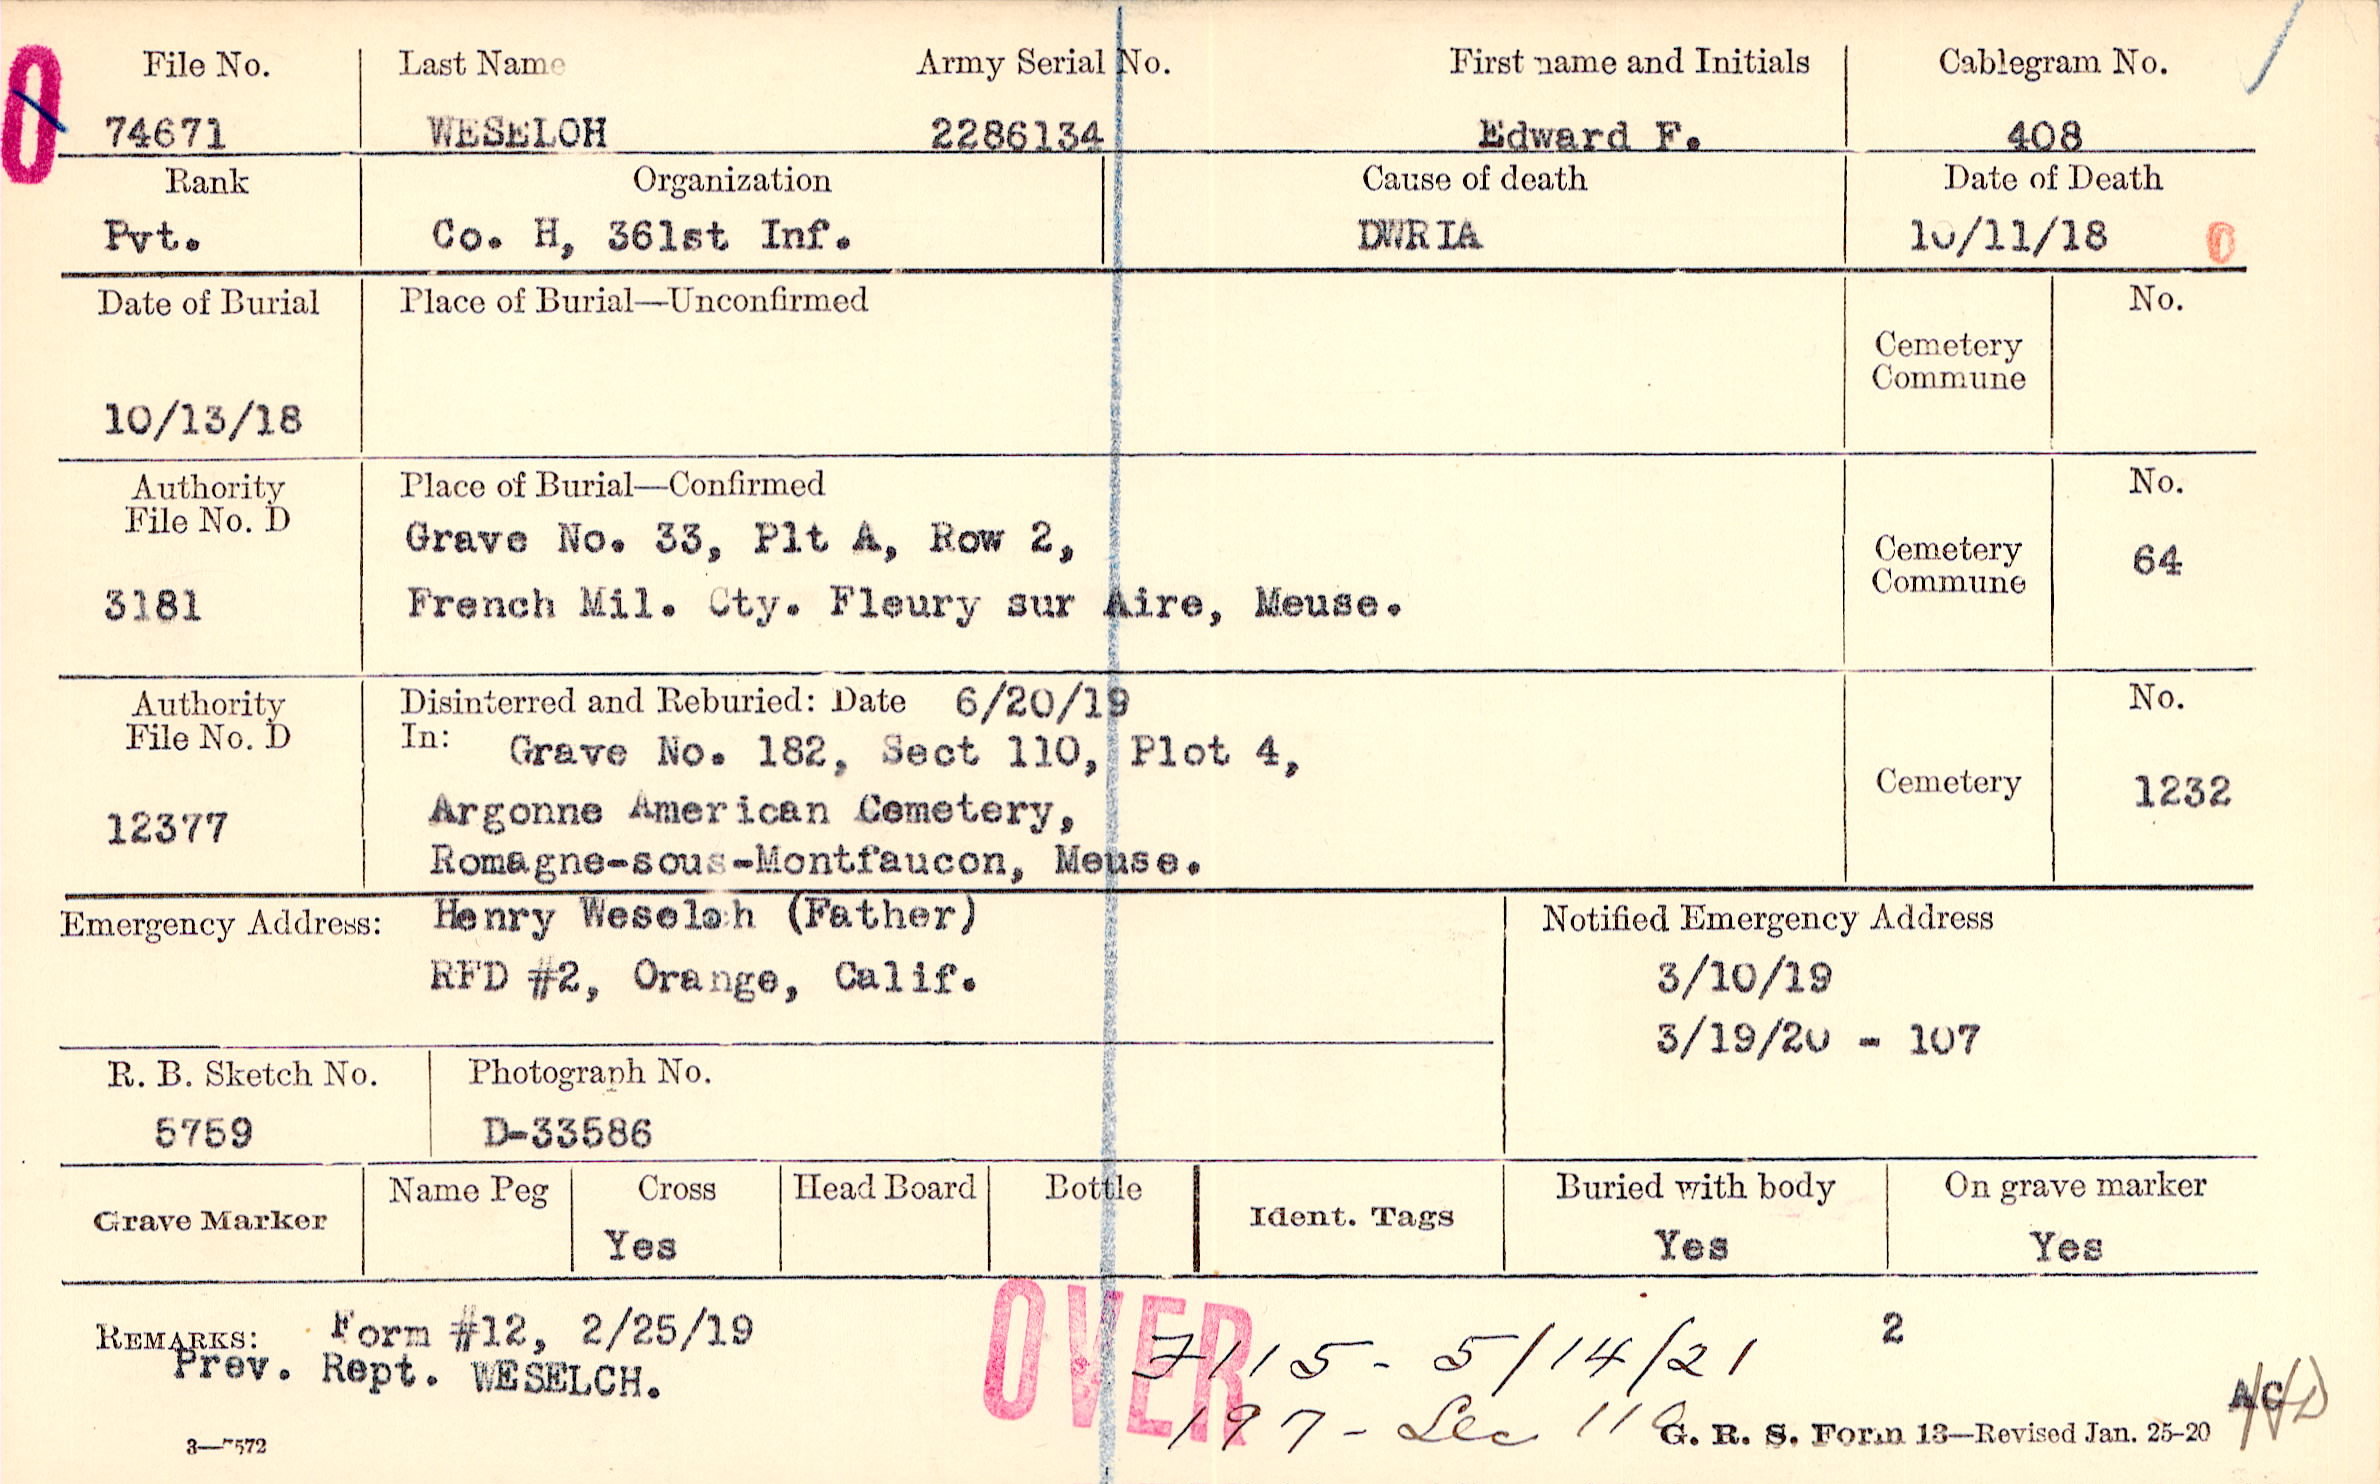 File No. Last Name Army Serial No. First name and Initials Cablegram No.
74671 WESELOH 2286134 Edward F. 408
Rank Organization Cause of death Date of Death
Pvt. Co. H, 361st Inf. DWRIA 10/11/18 0
Date of Burial Place of Burial—Unconfirmed No.
Cemetery
Commune
10/13/18
Authority Place of Burial—Confirmed No.
File No. D
Grave No. 33, Plt A, Row 2,
Cemetery 64
Commune
3181 French Mil. Cty. Fleury sur Aire, Meuse.
Authority Disinterred and Reburied: Date 6/20/19 No.
File No. D In: Grave No. 182, Sect 110, Plot 4,
Cemetery 1232
12377 Argonne American Cemetery,
Romagne-sous-Montfaucon, Meuse.
Emergency Address: Henry Weseloh (Father) Notified Emergency Address
RFD #2, Orange, Calif. 3/10/19
3/19/20 - 107
R. B. Sketch No. Photograph No.
5759 D-33586
Grave Marker Name Peg Cross Head Board Bottle Ident. Tags Buried with body On grave marker
Yes Yes Yes
REMARKS: Form #12, 2/25/19 2
Prev. Rept. WESELCH.
OVER
7115 - 5/14/21
197 - Sec 110
AC
3—7572 G. R. S. Form 13—Revised Jan. 25-20